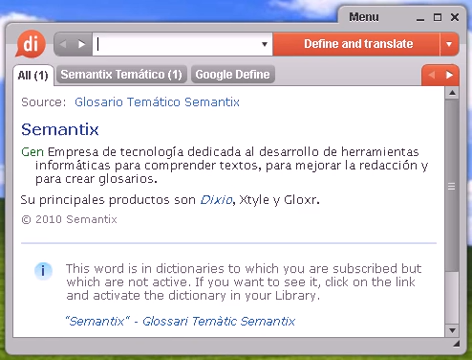 Menu
di
Define and translate
All (1) Semantix Temático (1) Google Define
Source: Glosario Temático Semantix
Semantix
Gen Empresa de tecnología dedicada al desarrollo de herramientas
informáticas para comprender textos, para mejorar la redacción y
para crear glosarios.
Su principales productos son Dixio, Xtyle y Gloxr.
© 2010 Semantix
i
This word is in dictionaries to which you are subscribed but
which are not active. If you want to see it, click on the link
and activate the dictionary in your Library.
"Semantix" - Glossari Temàtic Semantix